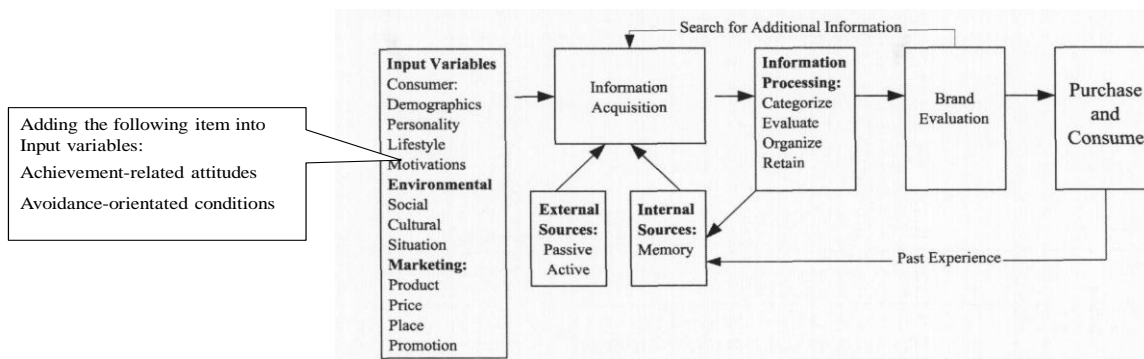 Search for Additional Information
Adding the following item into
Input variables:
Achievement-related attitudes
Avoidance-orientated conditions
Input Variables
Consumer:
Demographics
Personality
Lifestyle
Motivations
Environmental
Social
Cultural
Situation
Marketing:
Product
Price
Place
Promotion
Information
Acquisition
External
Sources:
Passive
Active
Internal
Sources:
Memory
Information
Processing:
Categorize
Evaluate
Organize
Retain
Brand
Evaluation
Purchase
and
Consume
Past Experience